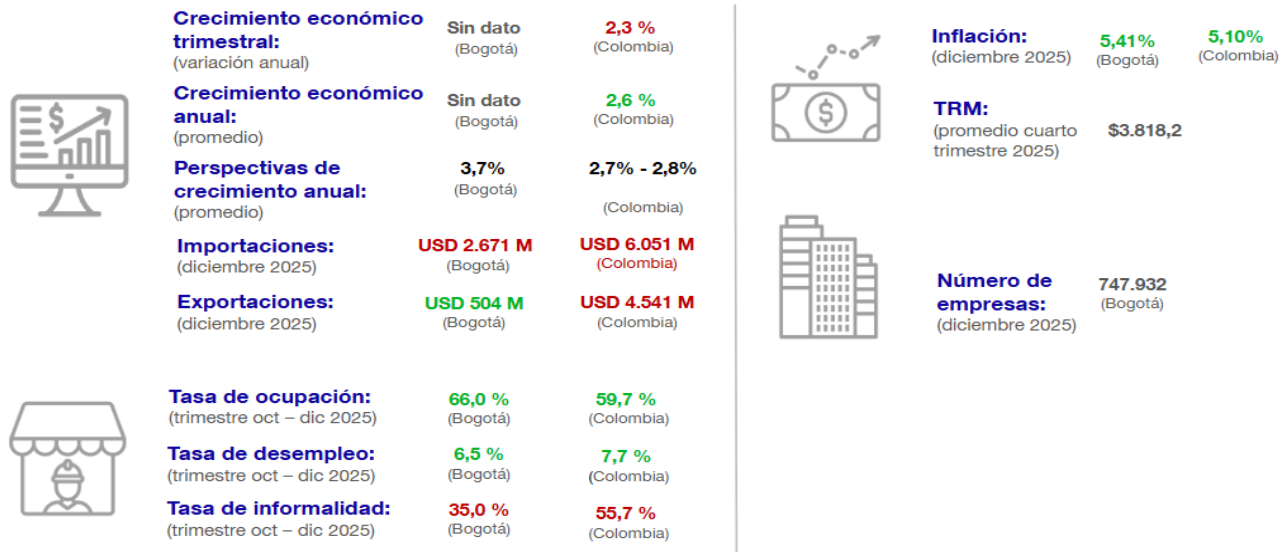 Crecimiento económico trimestral:
(variación anual)
Sin dato
(Bogotá)
2,3 %
(Colombia)
Crecimiento económico anual:
(promedio)
Sin dato
(Bogotá)
2,6 %
(Colombia)
Perspectivas de
crecimiento anual:
(promedio)
3,7%
(Bogotá)
2,7% - 2,8%
(Colombia)
Importaciones:
(diciembre 2025)
USD 2.671 M
(Bogotá)
USD 6.051 M
(Colombia)
Exportaciones:
(diciembre 2025)
USD 504 M
(Bogotá)
USD 4.541 M
(Colombia)
Tasa de ocupación:
(trimestre oct – dic 2025)
66,0 %
(Bogotá)
59,7 %
(Colombia)
Tasa de desempleo:
(trimestre oct – dic 2025)
6,5 %
(Bogotá)
7,7 %
(Colombia)
Tasa de informalidad:
(trimestre oct – dic 2025)
35,0 %
(Bogotá)
55,7 %
(Colombia)
Inflación:
(diciembre 2025)
5,41%
(Bogotá)
5,10%
(Colombia)
TRM:
(promedio cuarto
trimestre 2025)
$3.818,2
Número de
empresas:
(diciembre 2025)
747.932
(Bogotá)